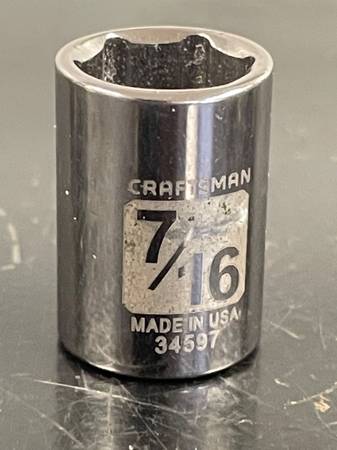 CRAFTSMAN
7/16
MADE IN USA
34597